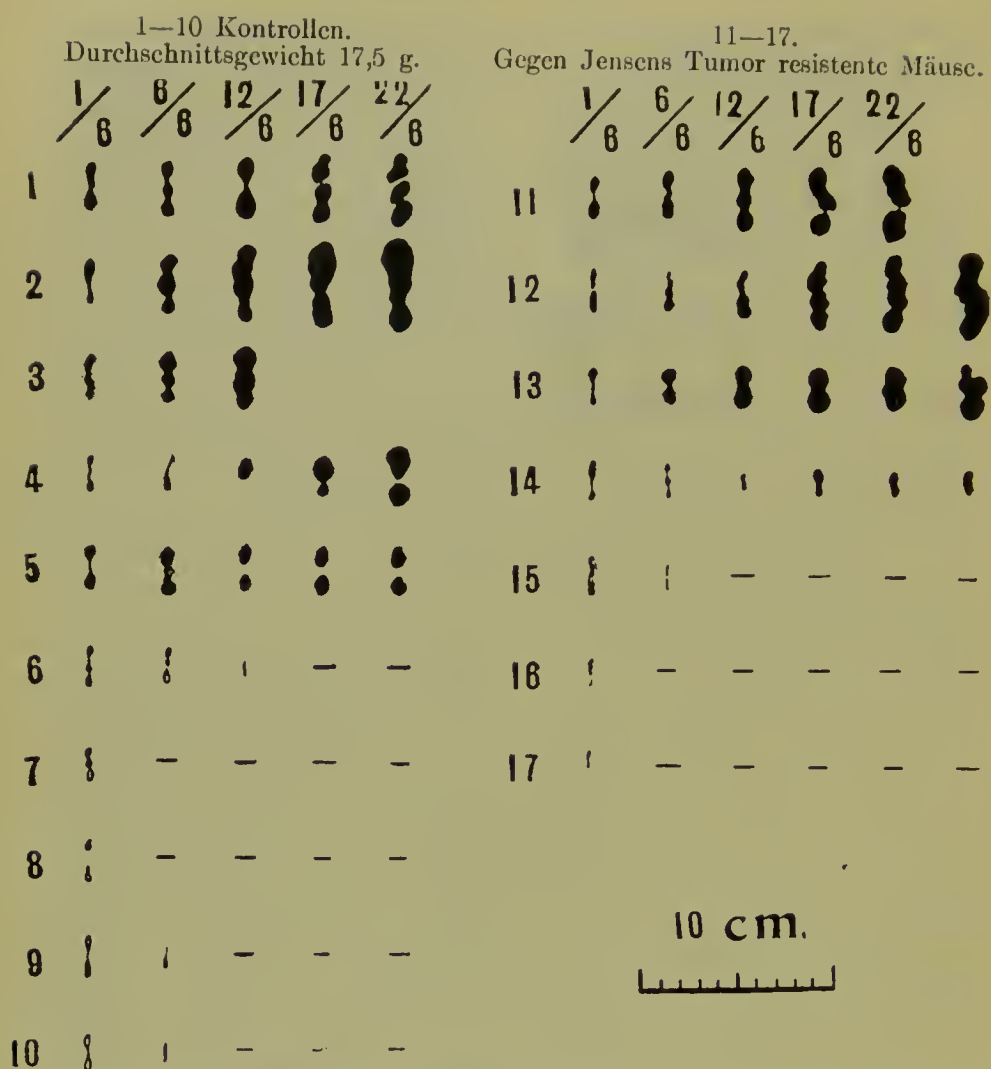 1—10 Kontrollen.
Durchschnittsgewicht 17,5 g.
1/6 6/6 12/6 17/6 22/6
1
2
3
4
5
6 — —
7 — — — —
8 — — — —
9 — — —
10 — — —
11—17.
Gegen Jensens Tumor resistente Mäuse.
1/6 6/6 12/6 17/6 22/6
11
12
13
14
15 — — — —
16 — — — — —
17 — — — — —
10 cm.